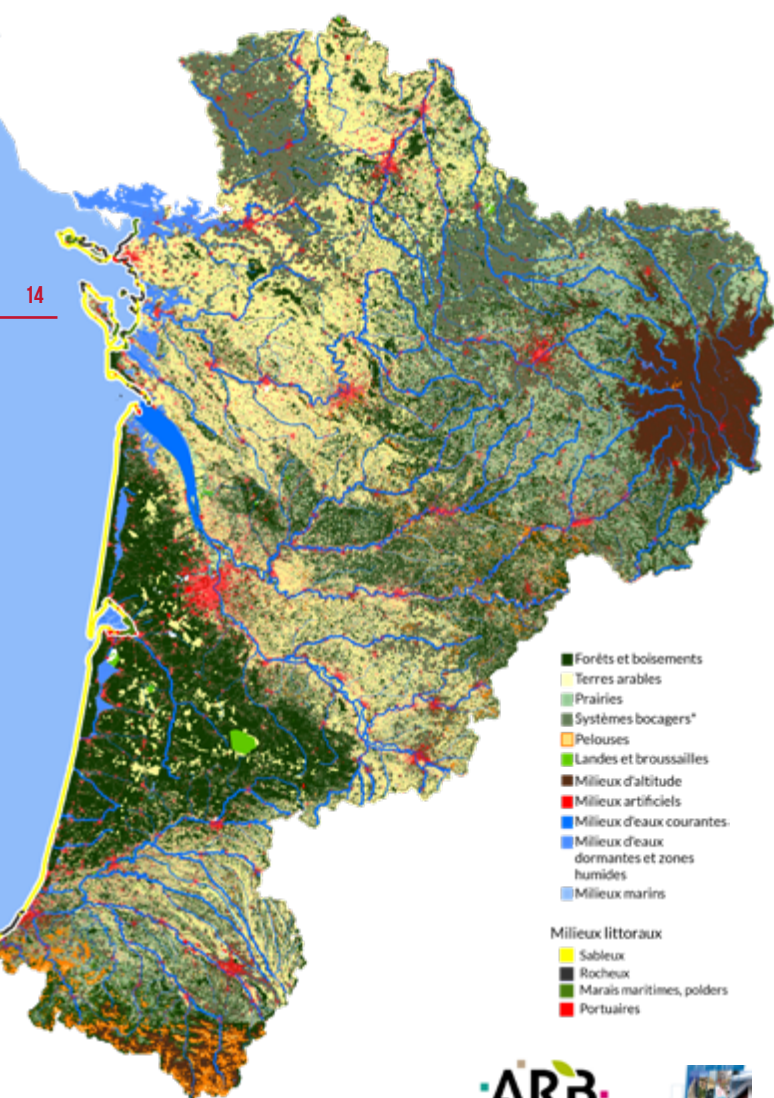 14
Forêts et boisements
Terres arables
Prairies
Systèmes bocagers*
Pelouses
Landes et broussailles
Milieux d'altitude
Milieux artificiels
Milieux d'eaux courantes
Milieux d'eaux
dormantes et zones
humides
Milieux marins
Milieux littoraux
Sableux
Rocheux
Marais maritimes, polders
Portuaires
ARB